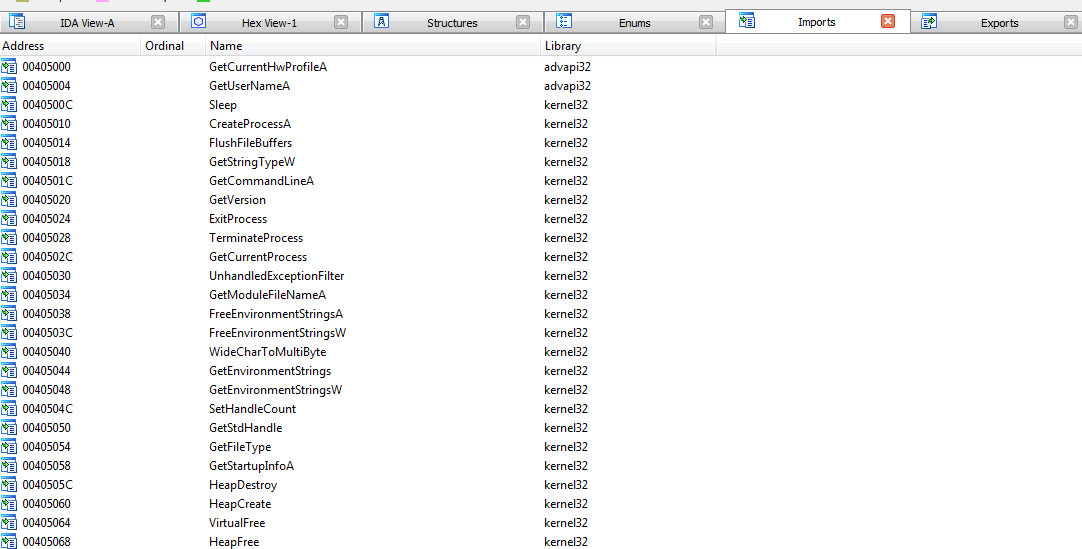 IDA View-A Hex View-1 Structures Enums Imports Exports
Address Ordinal Name Library
00405000 GetCurrentHwProfileA advapi32
00405004 GetUserNameA advapi32
0040500C Sleep kernel32
00405010 CreateProcessA kernel32
00405014 FlushFileBuffers kernel32
00405018 GetStringTypeW kernel32
0040501C GetCommandLineA kernel32
00405020 GetVersion kernel32
00405024 ExitProcess kernel32
00405028 TerminateProcess kernel32
0040502C GetCurrentProcess kernel32
00405030 UnhandledExceptionFilter kernel32
00405034 GetModuleFileNameA kernel32
00405038 FreeEnvironmentStringsA kernel32
0040503C FreeEnvironmentStringsW kernel32
00405040 WideCharToMultiByte kernel32
00405044 GetEnvironmentStrings kernel32
00405048 GetEnvironmentStringsW kernel32
0040504C SetHandleCount kernel32
00405050 GetStdHandle kernel32
00405054 GetFileType kernel32
00405058 GetStartupInfoA kernel32
0040505C HeapDestroy kernel32
00405060 HeapCreate kernel32
00405064 VirtualFree kernel32
00405068 HeapFree kernel32